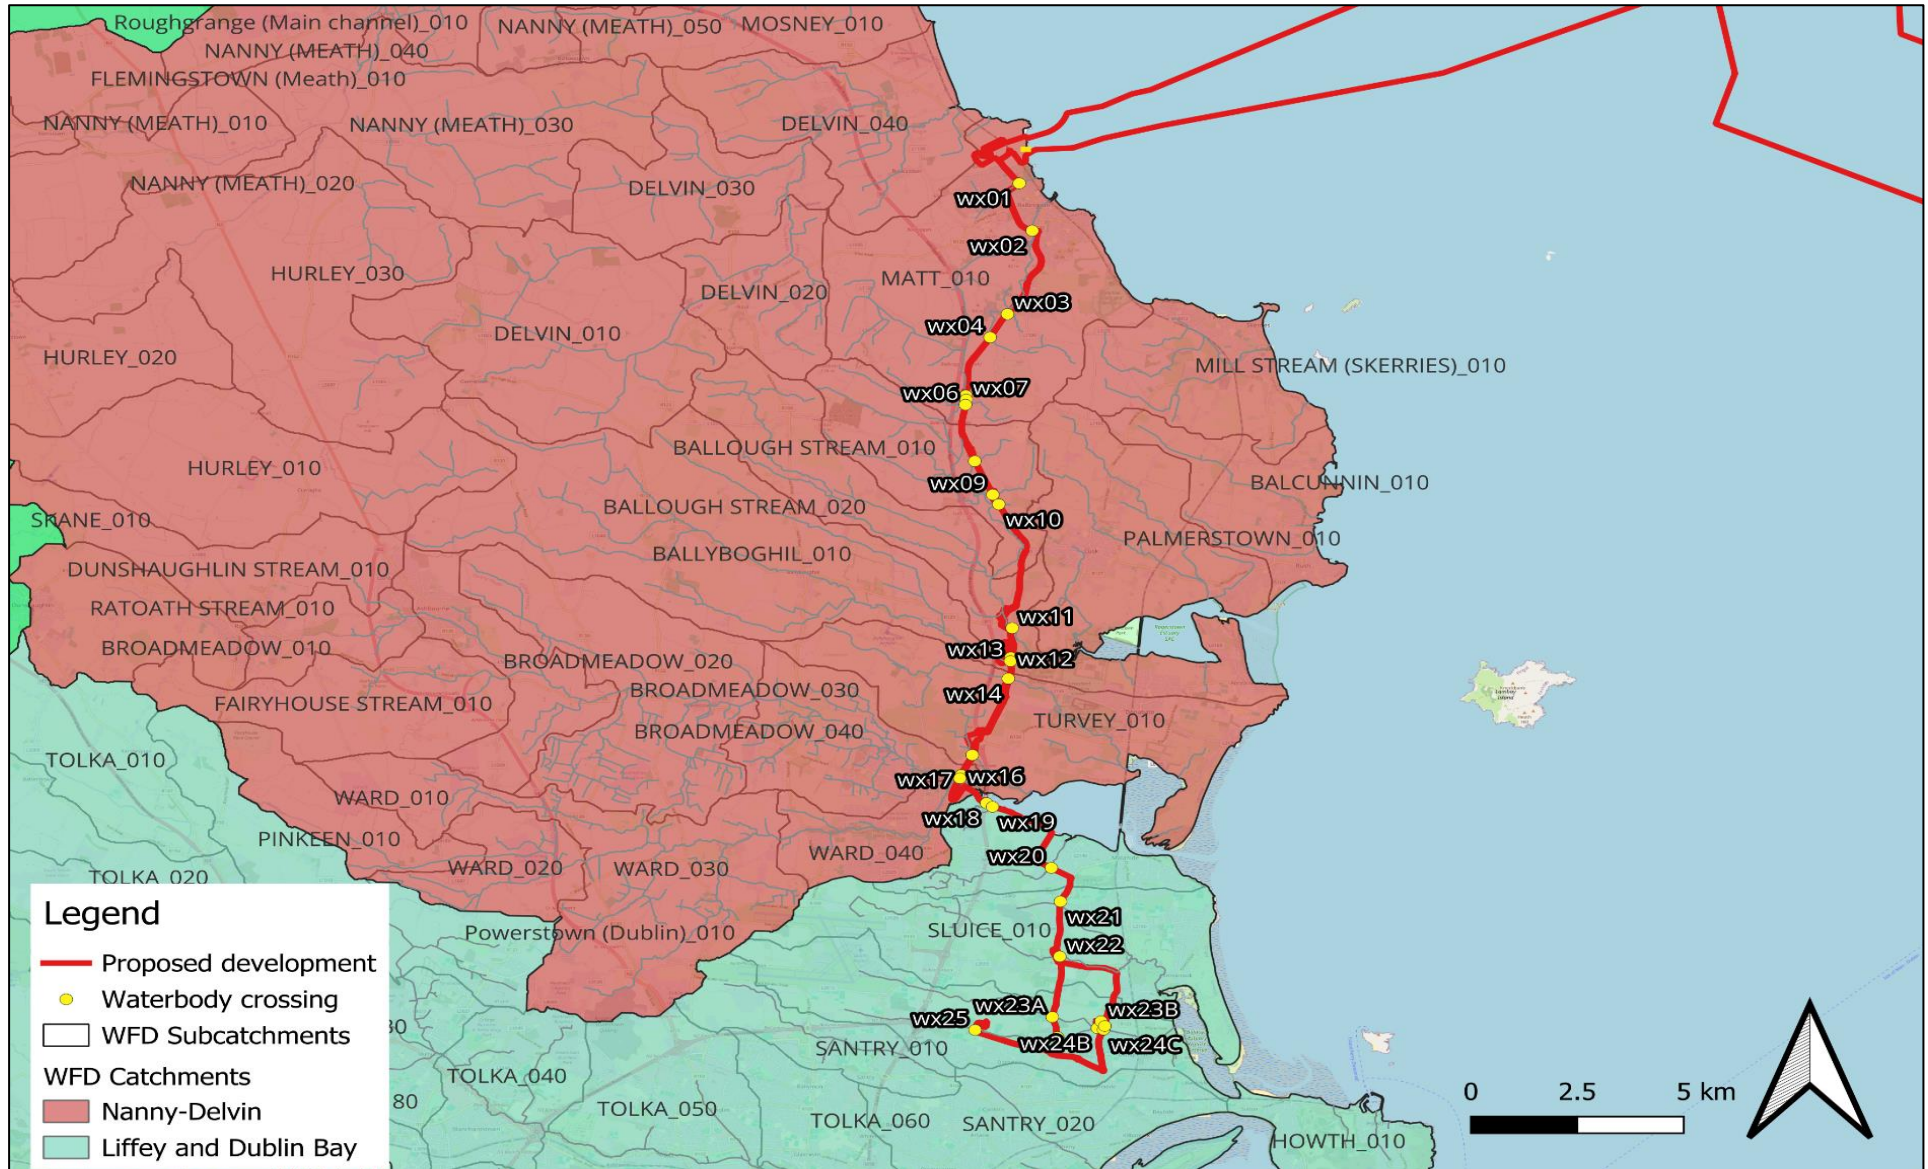 Roughgrange (Main channel)_010
NANNY (MEATH)_050
MOSNEY_010
NANNY (MEATH)_040
FLEMINGSTOWN (Meath)_010
NANNY (MEATH)_010
NANNY (MEATH)_030
DELVIN_040
NANNY (MEATH)_020
DELVIN_030
wx01
wx02
HURLEY_030
DELVIN_020
MATT_010
wx03
wx04
DELVIN_010
HURLEY_020
MILL STREAM (SKERRIES)_010
wx06
wx07
BALLOUGH STREAM_010
HURLEY_010
wx09
BALCUNNIN_010
BALLOUGH STREAM_020
wx10
SKANE_010
PALMERSTOWN_010
BALLYBOGHIL_010
DUNSHAUGHLIN STREAM_010
RATOATH STREAM_010
wx11
BROADMEADOW_010
wx13
wx12
BROADMEADOW_020
BROADMEADOW_030
wx14
FAIRYHOUSE STREAM_010
TURVEY_010
BROADMEADOW_040
TOLKA_010
wx17
wx16
WARD_010
wx18
wx19
PINKEEN_010
WARD_040
wx20
WARD_020
WARD_030
TOLKA_020
wx21
SLUICE_010
Powerstown (Dublin)_010
wx22
wx23A
wx23B
wx25
wx24B
wx24C
SANTRY_010
TOLKA_040
TOLKA_050
TOLKA_060
SANTRY_020
HOWTH_010
30
80
Legend
Proposed development
Waterbody crossing
WFD Subcatchments
WFD Catchments
Nanny-Delvin
Liffey and Dublin Bay
0 2.5 5 km